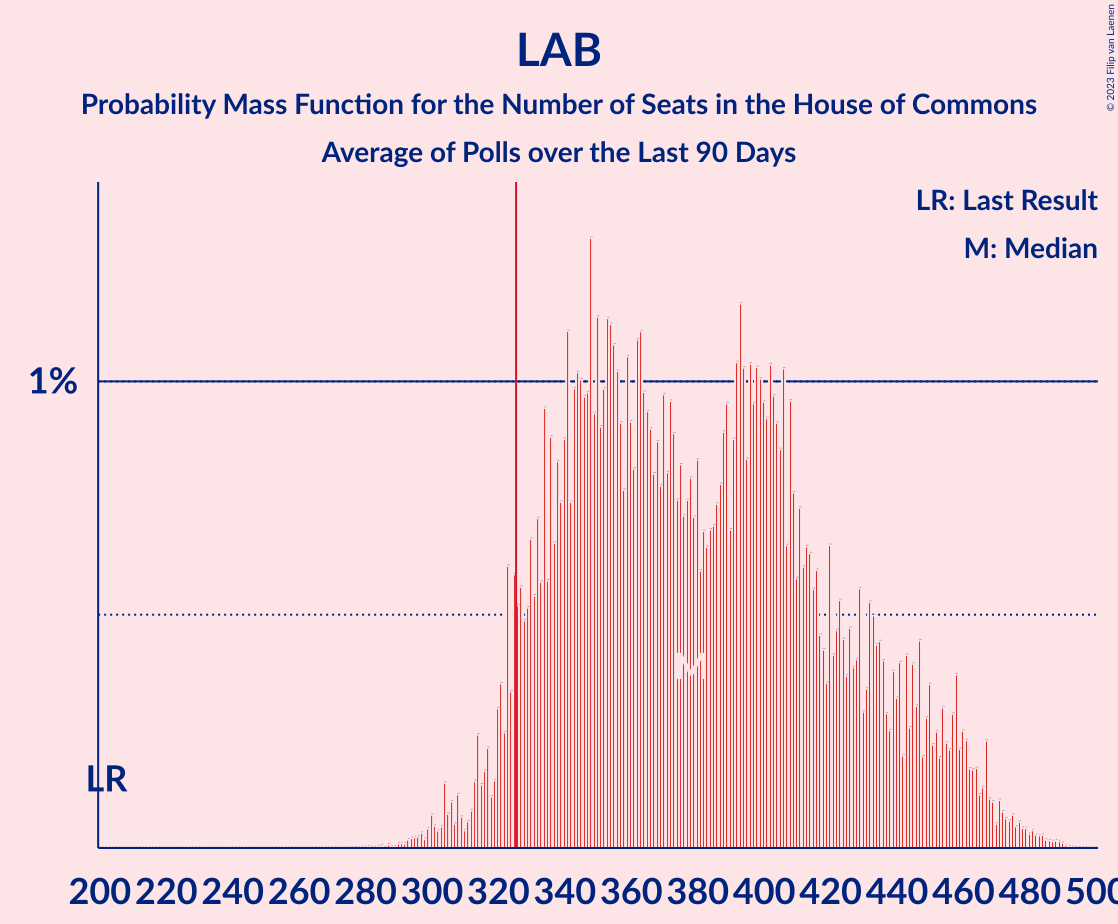 LAB
Probability Mass Function for the Number of Seats in the House of Commons
Average of Polls over the Last 90 Days
© 2023 Filip van Laenen
LR: Last Result
M: Median
1%
M
LR
200 220 240 260 280 300 320 340 360 380 400 420 440 460 480 500